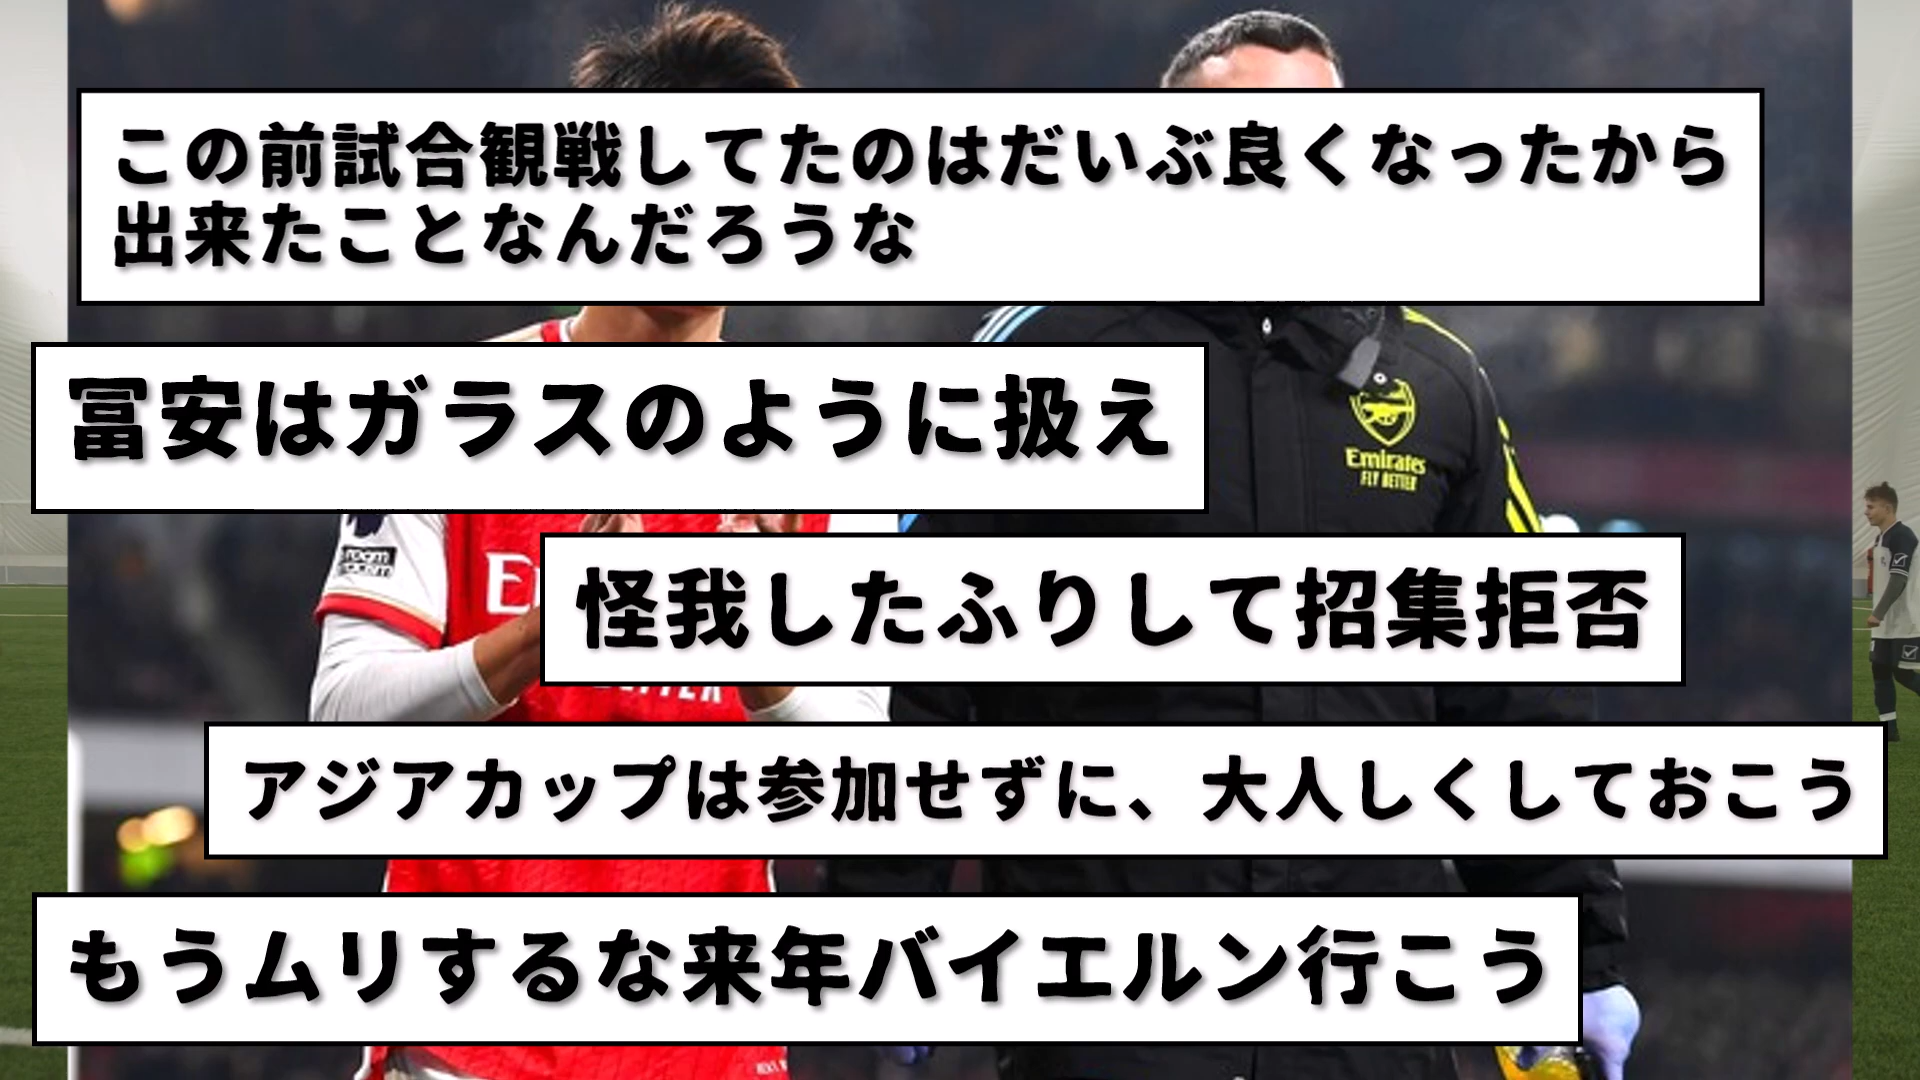 この前試合観戦してたのはだいぶ良くなったから
出来たことなんだろうな
冨安はガラスのように扱え
Emirates
FLY BETTER
room
racism
怪我したふりして招集拒否
アジアカップは参加せずに、大人しくしておこう
もうムリするな来年バイエルン行こう